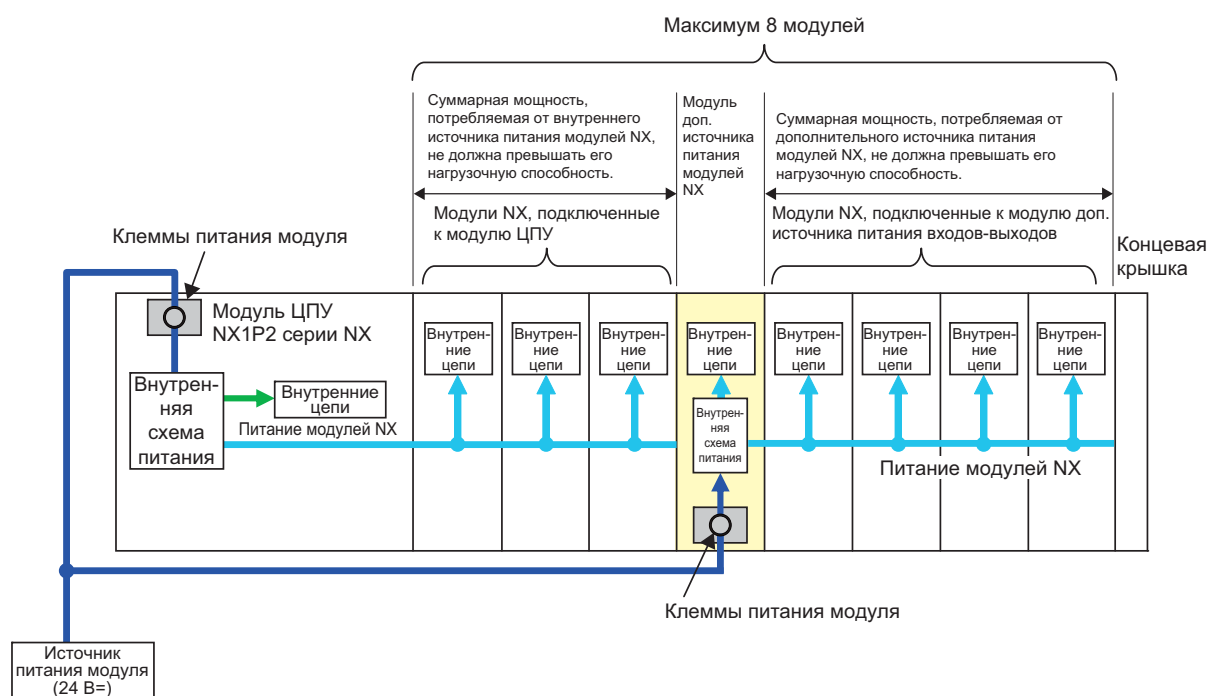 Максимум 8 модулей
Суммарная мощность,
потребляемая от внутреннего
источника питания модулей NX,
не должна превышать его
нагрузочную способность.
Модуль
доп.
источника
питания
модулей
NX
Суммарная мощность, потребляемая от
дополнительного источника питания
модулей NX, не должна превышать его
нагрузочную способность.
Модули NX, подключенные
к модулю ЦПУ
Модули NX, подключенные к модулю доп.
источника питания входов-выходов
Концевая
крышка
Клеммы питания модуля
Модуль ЦПУ
NX1P2 серии NX
Внутрен-
няя
схема
питания
Внутренние
цепи
Питание модулей NX
Внутрен-
ние
цепи
Внутрен-
ние
цепи
Внутрен-
ние
цепи
Внутрен-
ние
цепи
Внутрен-
няя
схема
питания
Внутрен-
ние
цепи
Внутрен-
ние
цепи
Внутрен-
ние
цепи
Внутрен-
ние
цепи
Питание модулей NX
Клеммы питания модуля
Источник
питания модуля
(24 В=)